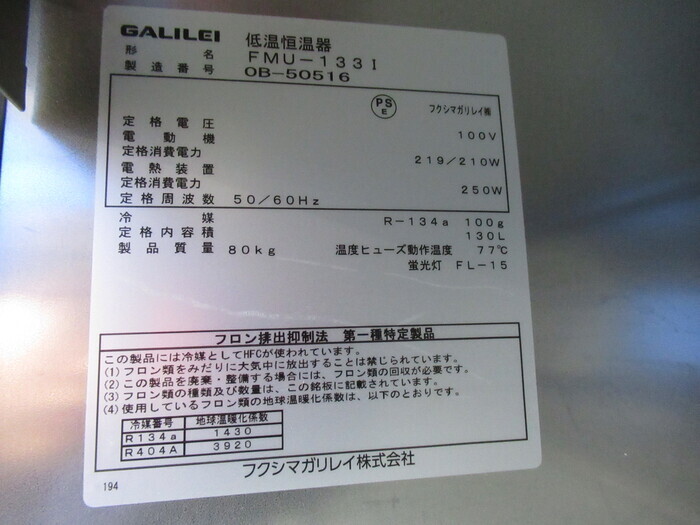 GALILEI 低温恒温器
形名 FMU-133I
製造番号 0B-50516
PS E フクシマガリレイ㈱
定格電圧 100V
電動機
定格消費電力 219/210W
電熱装置
定格消費電力 250W
定格周波数 50/60Hz
冷媒 R-134a 100g
定格内容積 130L
製品質量 80kg 温度ヒューズ動作温度 77℃
蛍光灯 FL-15
フロン排出抑制法 第一種特定製品
この製品には冷媒としてHFCが使われています。
(1) フロン類をみだりに大気中に放出することは禁じられています。
(2) この製品を廃棄・整備する場合には、フロン類の回収が必要です。
(3) フロン類の種類及び数量は、この銘板に記載されています。
(4) 使用しているフロン類の地球温暖化係数は、以下のとおりです。
冷媒番号 地球温暖化係数
R134a 1430
R404A 3920
フクシマガリレイ株式会社
194